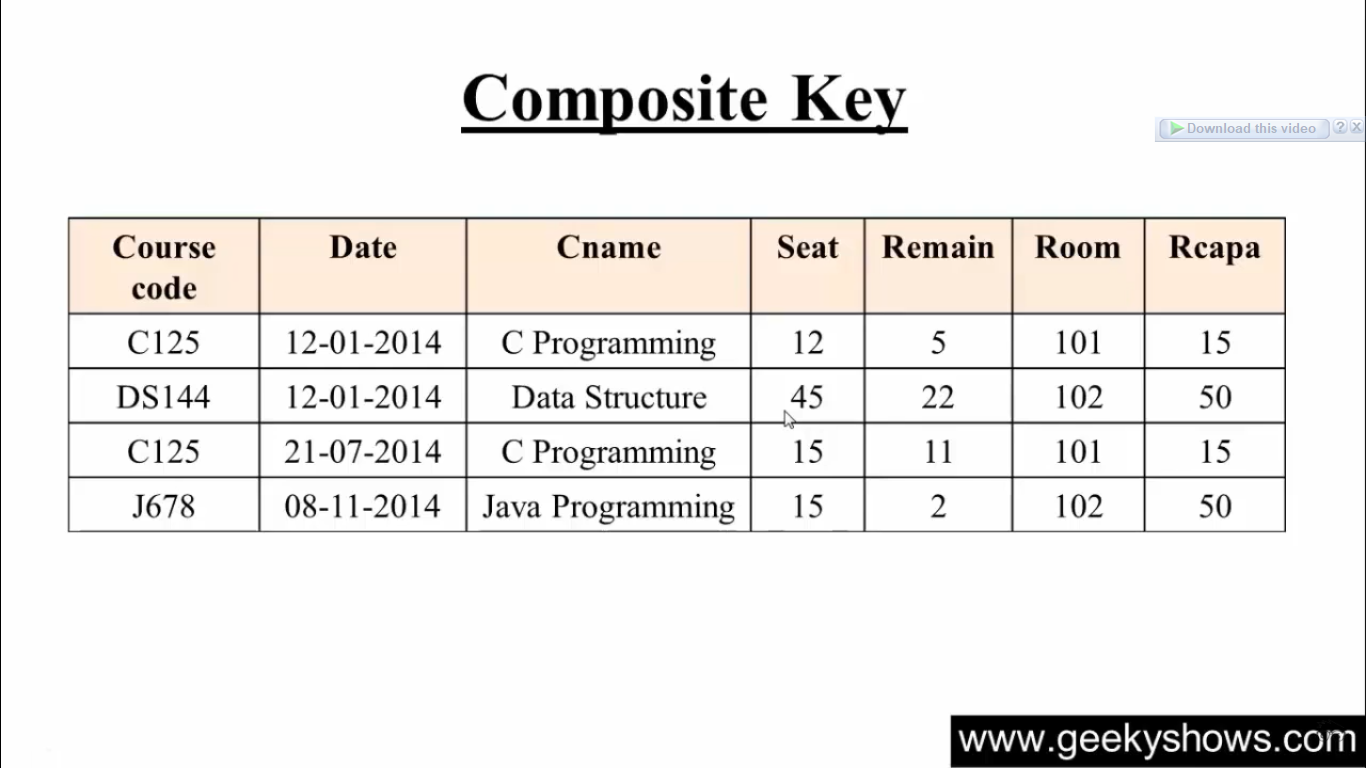 Composite Key
Download this video ? X
Course code Date Cname Seat Remain Room Rcapa
C125 12-01-2014 C Programming 12 5 101 15
DS144 12-01-2014 Data Structure 45 22 102 50
C125 21-07-2014 C Programming 15 11 101 15
J678 08-11-2014 Java Programming 15 2 102 50
www.geekyshows.com